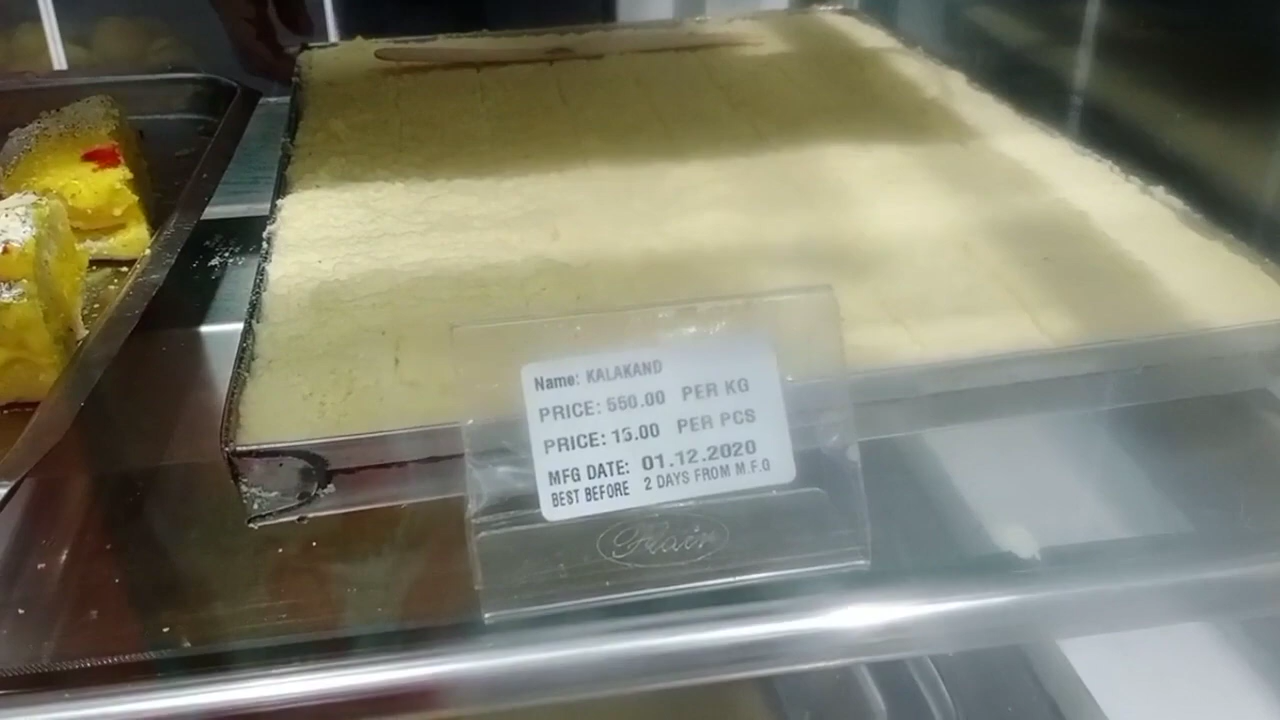 Name: KALAKAND
PRICE: 550.00 PER KG
PRICE: 15.00 PER PCS
MFG DATE: 01.12.2020
BEST BEFORE 2 DAYS FROM M.F.G
Flair